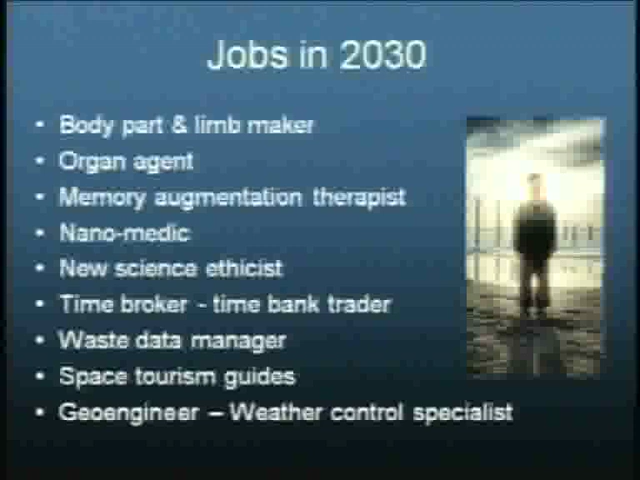 Jobs in 2030
• Body part & limb maker
• Organ agent
• Memory augmentation therapist
• Nano-medic
• New science ethicist
• Time broker - time bank trader
• Waste data manager
• Space tourism guides
• Geoengineer – Weather control specialist